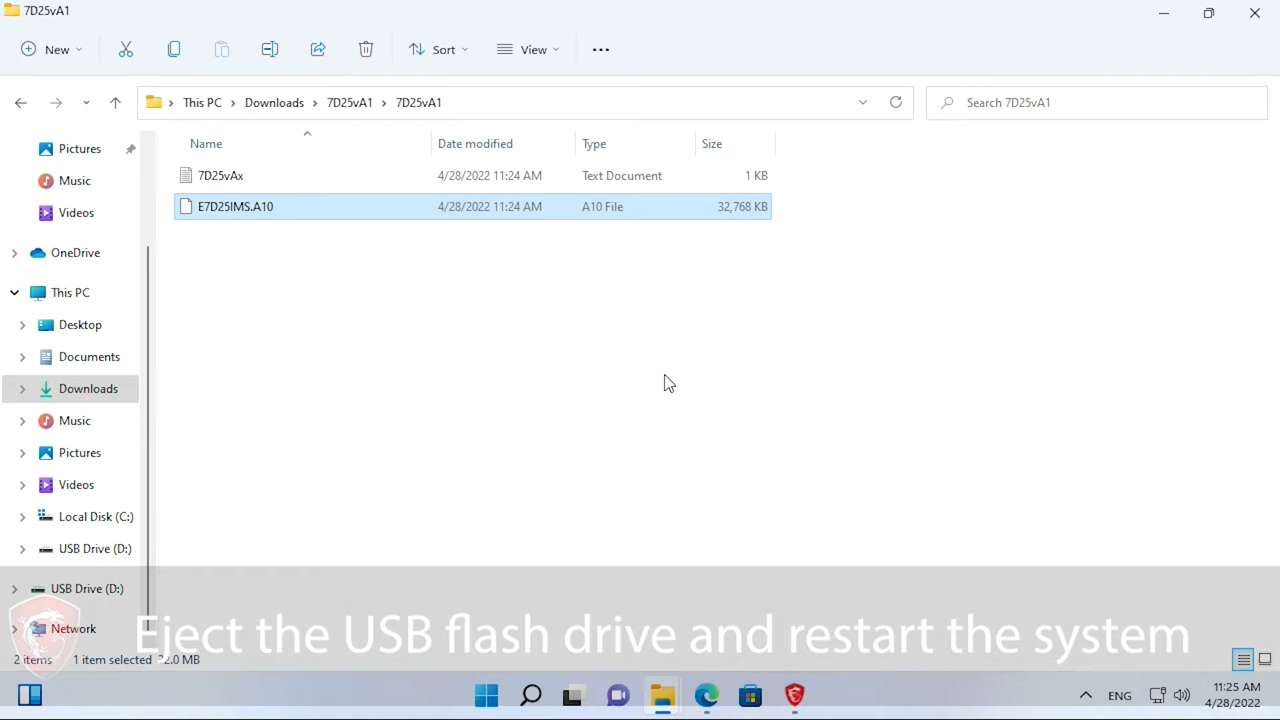 7D25vA1
New
Sort
View
This PC
Downloads
7D25vA1
7D25vA1
Search 7D25vA1
Name
Date modified
Type
Size
7D25vAx
4/28/2022 11:24 AM
Text Document
1 KB
E7D25IMS.A10
4/28/2022 11:24 AM
A10 File
32,768 KB
Pictures
Music
Videos
OneDrive
This PC
Desktop
Documents
Downloads
Music
Pictures
Videos
Local Disk (C:)
USB Drive (D:)
USB Drive (D:)
Network
Eject the USB flash drive and restart the system
2 items
1 item selected 32.0 MB
ENG
11:25 AM
4/28/2022